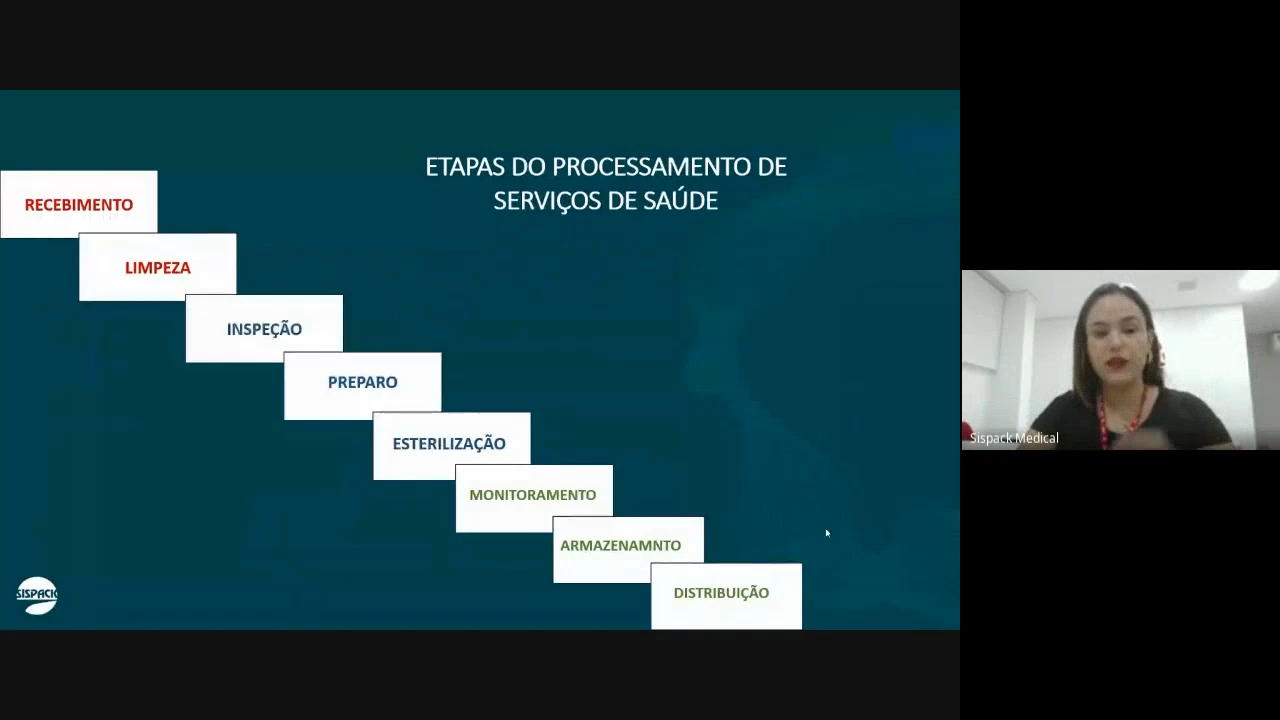 ETAPAS DO PROCESSAMENTO DE
SERVIÇOS DE SAÚDE
RECEBIMENTO
LIMPEZA
INSPEÇÃO
PREPARO
ESTERILIZAÇÃO
MONITORAMENTO
ARMAZENAMNTO
DISTRIBUIÇÃO
SISPACK
Sispack Medical